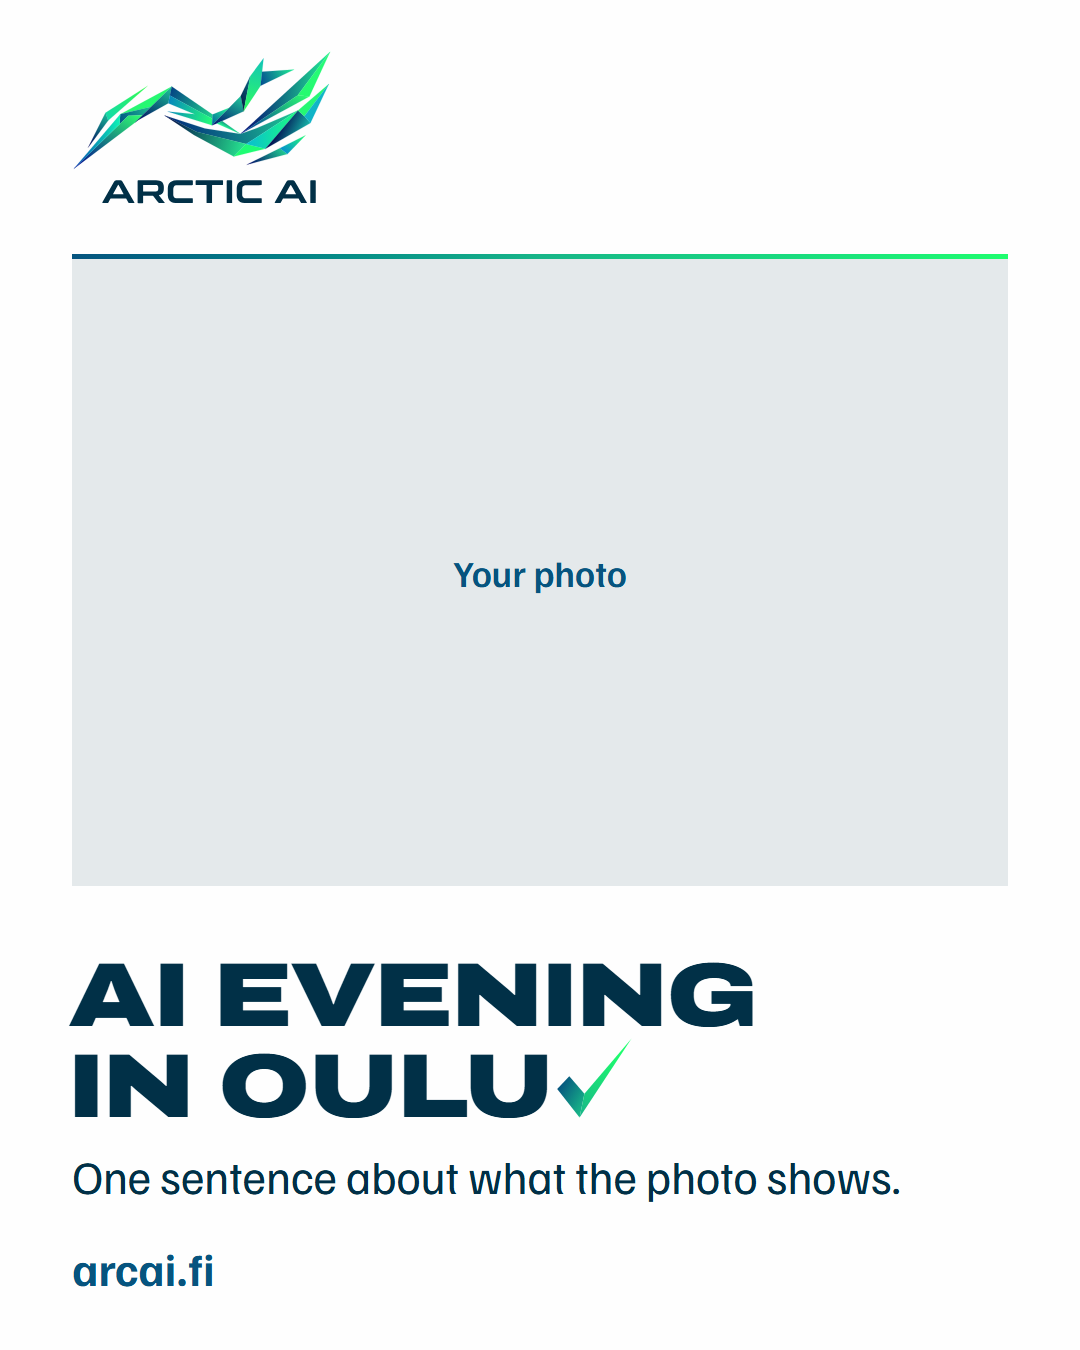 ARCTIC AI
Your photo
AI EVENING
IN OULU
One sentence about what the photo shows.
arcai.fi